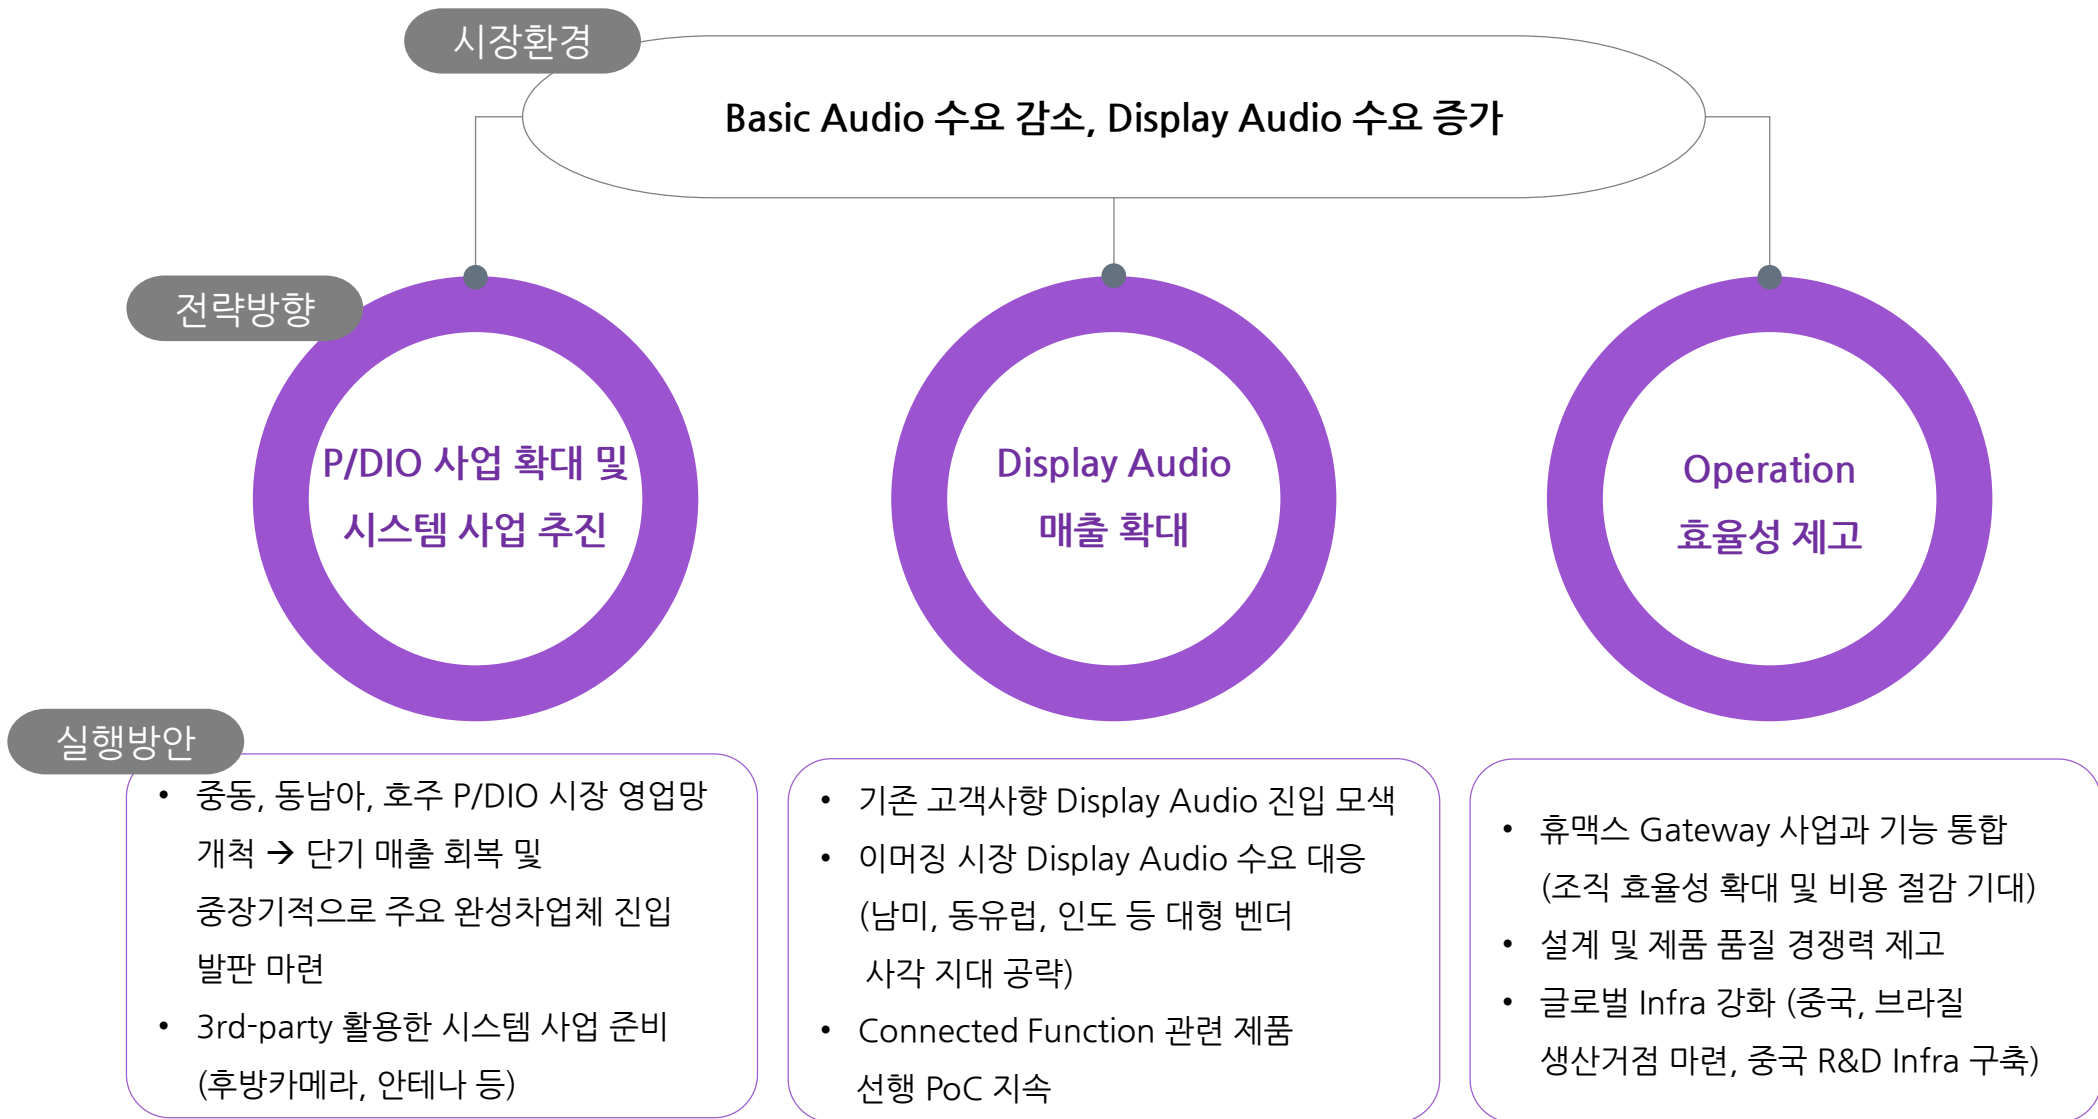 시장환경
Basic Audio 수요 감소, Display Audio 수요 증가
전략방향
P/DIO 사업 확대 및
시스템 사업 추진
Display Audio
매출 확대
Operation
효율성 제고
실행방안
• 중동, 동남아, 호주 P/DIO 시장 영업망
개척 → 단기 매출 회복 및
중장기적으로 주요 완성차업체 진입
발판 마련
• 3rd-party 활용한 시스템 사업 준비
(후방카메라, 안테나 등)
• 기존 고객사향 Display Audio 진입 모색
• 이머징 시장 Display Audio 수요 대응
(남미, 동유럽, 인도 등 대형 벤더
사각 지대 공략)
• Connected Function 관련 제품
선행 PoC 지속
• 휴맥스 Gateway 사업과 기능 통합
(조직 효율성 확대 및 비용 절감 기대)
• 설계 및 제품 품질 경쟁력 제고
• 글로벌 Infra 강화 (중국, 브라질
생산거점 마련, 중국 R&D Infra 구축)